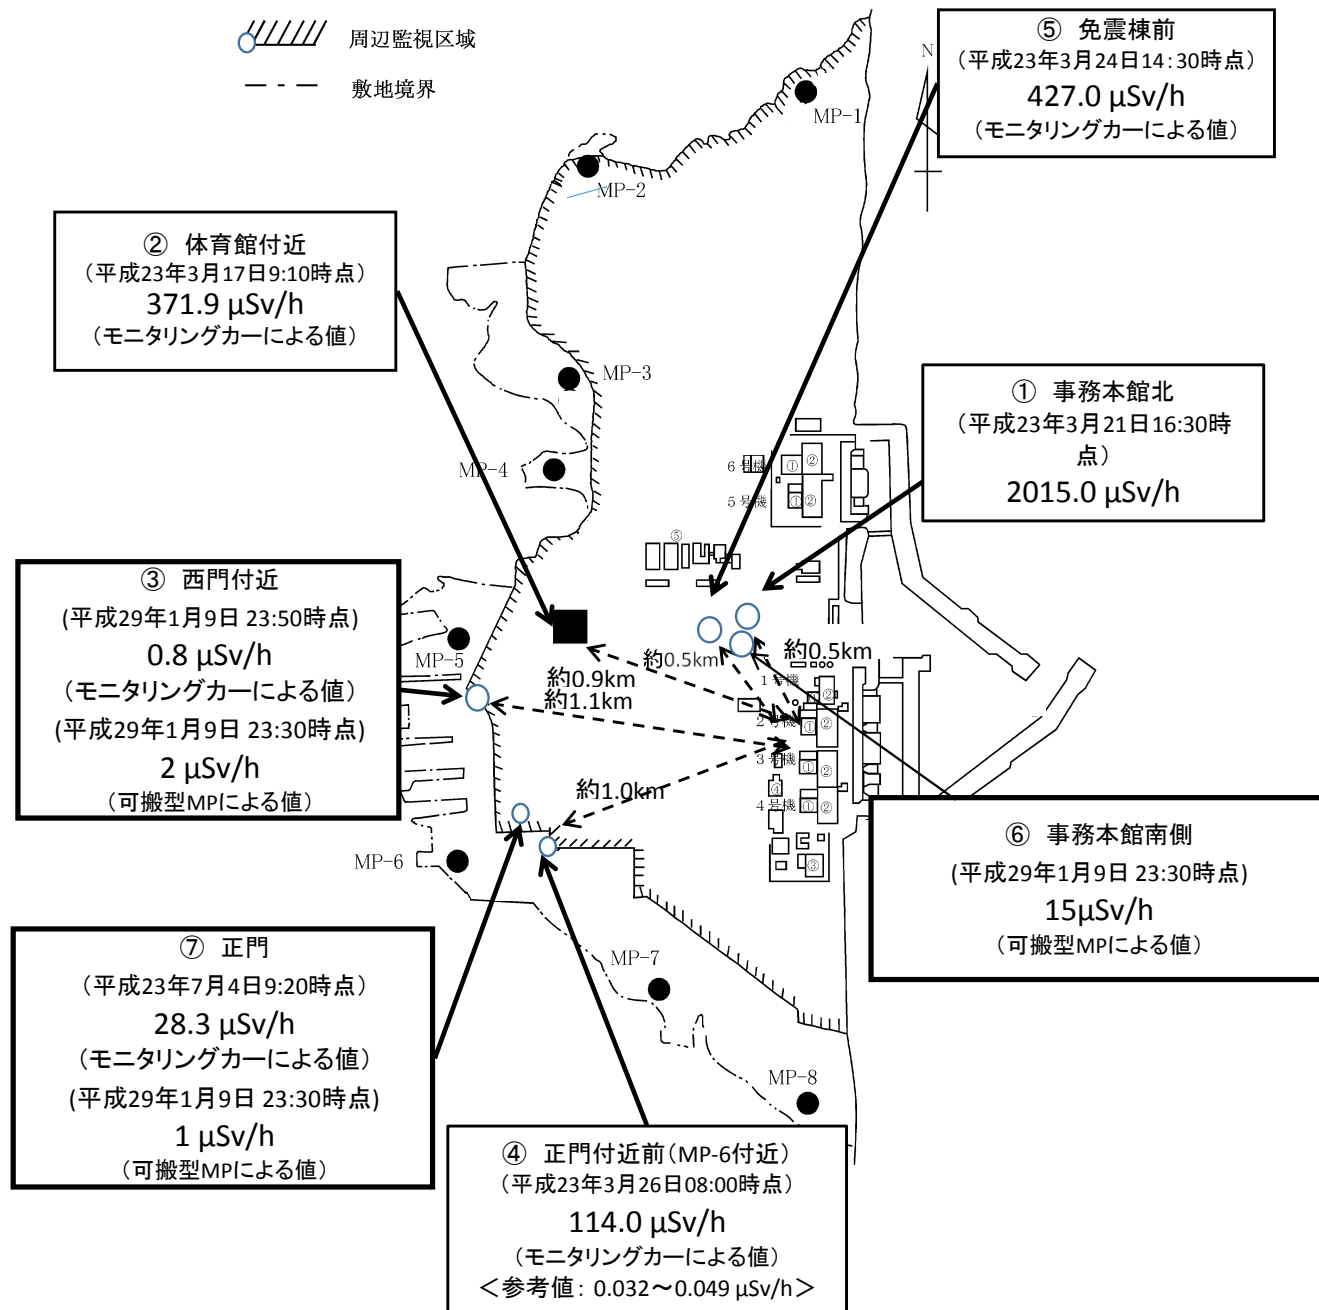 周辺監視区域
敷地境界
⑤ 免震棟前
(平成23年3月24日14:30時点)
427.0 μSv/h
(モニタリングカーによる値)
N
MP-1
MP-2
② 体育館付近
(平成23年3月17日9:10時点)
371.9 μSv/h
(モニタリングカーによる値)
MP-3
① 事務本館北
(平成23年3月21日16:30時
点)
2015.0 μSv/h
MP-4
6号機
①
②
5号機
①
②
⑤
③ 西門付近
(平成29年1月9日 23:50時点)
0.8 μSv/h
(モニタリングカーによる値)
(平成29年1月9日 23:30時点)
2 μSv/h
(可搬型MPによる値)
MP-5
約0.5km
約0.5km
約0.9km
約1.1km
約1.0km
1号機
②
2号機
①
②
3号機
①
②
④
4号機
①
②
③
MP-6
⑥ 事務本館南側
(平成29年1月9日 23:30時点)
15μSv/h
(可搬型MPによる値)
⑦ 正門
(平成23年7月4日9:20時点)
28.3 μSv/h
(モニタリングカーによる値)
(平成29年1月9日 23:30時点)
1 μSv/h
(可搬型MPによる値)
MP-7
MP-8
④ 正門付近前(MP-6付近)
(平成23年3月26日08:00時点)
114.0 μSv/h
(モニタリングカーによる値)
<参考値: 0.032～0.049 μSv/h>